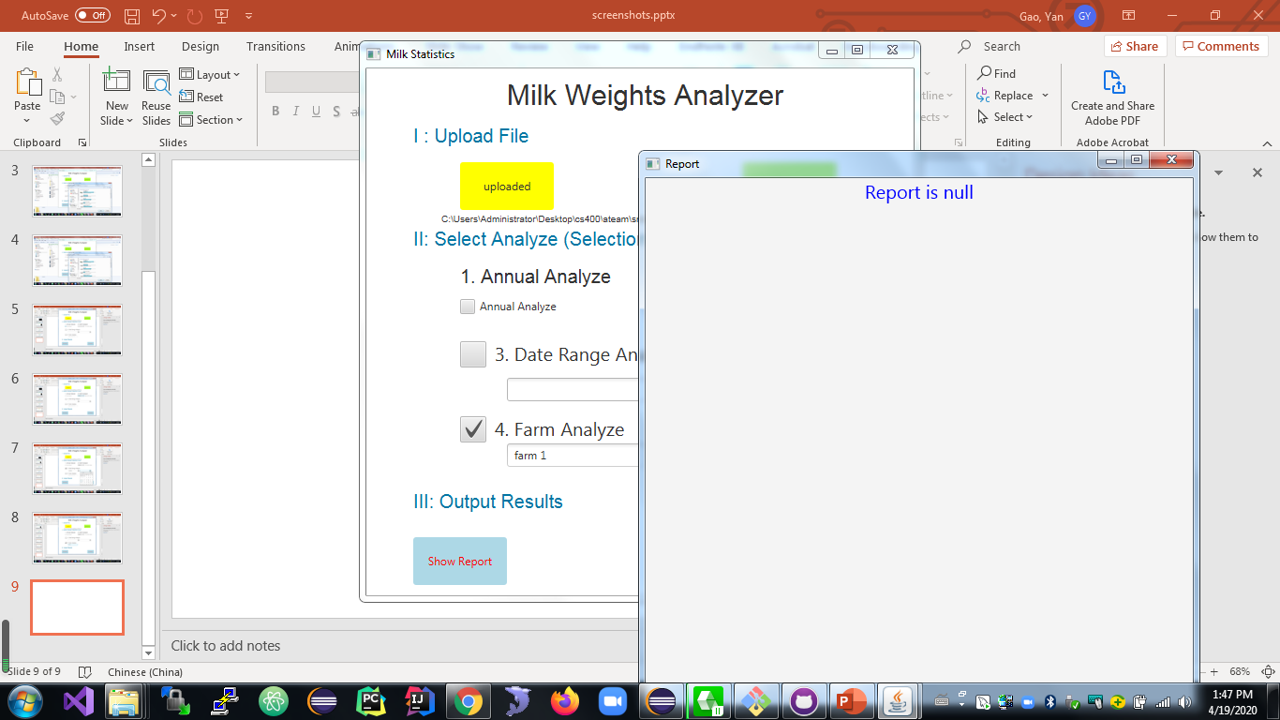 AutoSave Off screenshots.pptx Gao, Yan GY
File Home Insert Design Transitions Search Share Comments
Paste New Slide Reuse Slides Layout Reset Section B I U S Find Replace Select Create and Share Adobe PDF
Clipboard Slides Editing Adobe Acrobat
Milk Statistics
Milk Weights Analyzer
I : Upload File
uploaded
C:\Users\Administrator\Desktop\cs400\ateam\sr
II: Select Analyze (Selectio
1. Annual Analyze
Annual Analyze
3. Date Range An
4. Farm Analyze
farm 1
III: Output Results
Show Report
Report
Report is null
ow them to
3
4
5
6
7
8
9
Click to add notes
Slide 9 of 9 Chinese (China) 68%
1:47 PM
4/19/2020